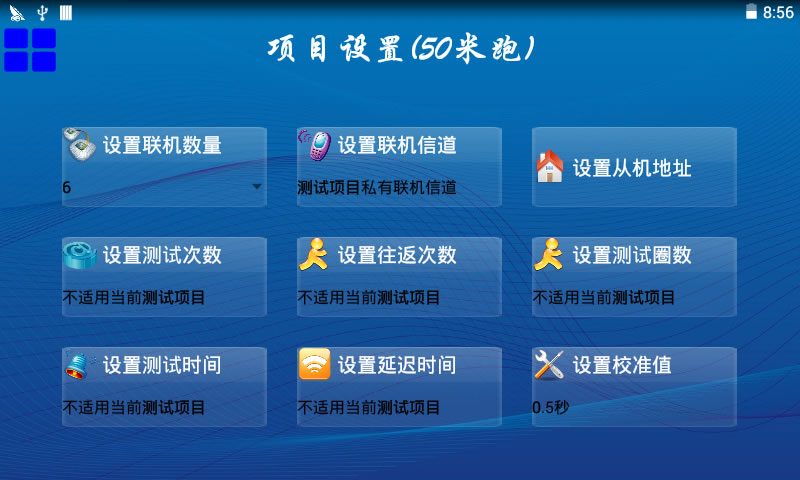 8:56
项目设置(50米跑)
设置联机数量
6
设置联机信道
测试项目私有联机信道
设置从机地址
设置测试次数
不适用当前测试项目
设置往返次数
不适用当前测试项目
设置测试圈数
不适用当前测试项目
设置测试时间
不适用当前测试项目
设置延迟时间
不适用当前测试项目
设置校准值
0.5秒